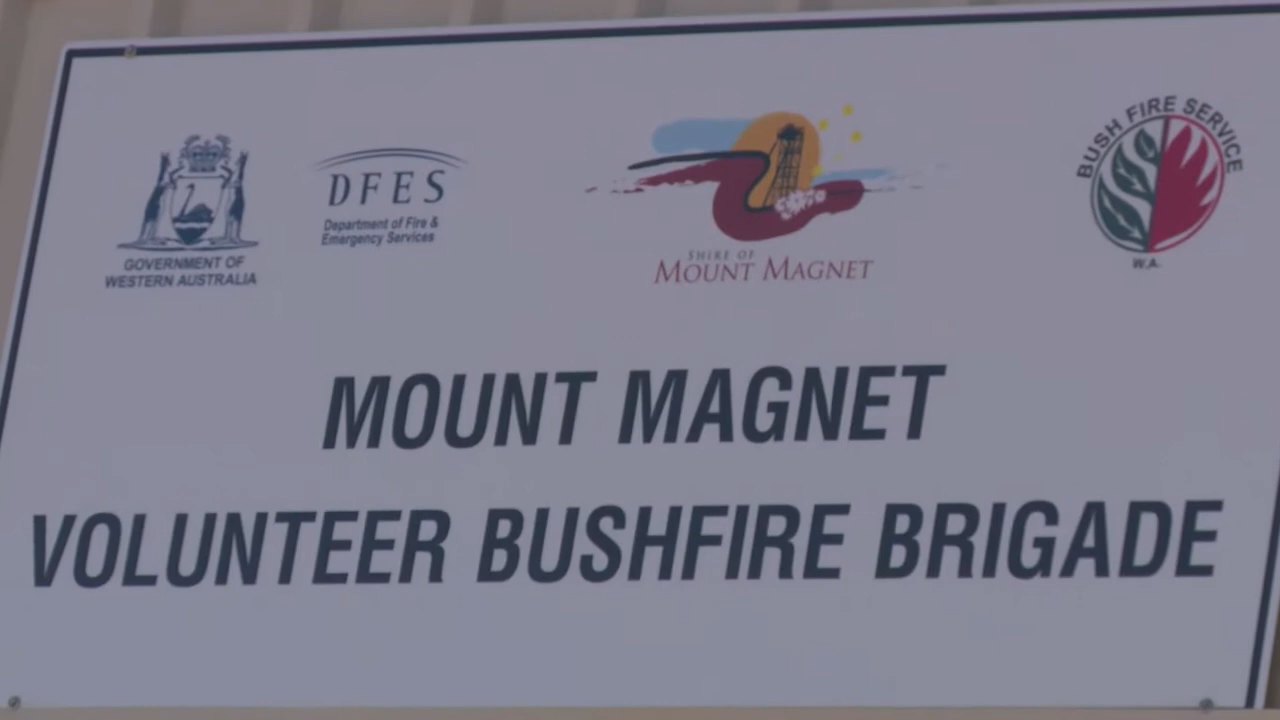 GOVERNMENT OF
WESTERN AUSTRALIA
DFES
Department of Fire &
Emergency Services
SHIRE OF
MOUNT MAGNET
BUSH FIRE SERVICE
W.A.
MOUNT MAGNET
VOLUNTEER BUSHFIRE BRIGADE